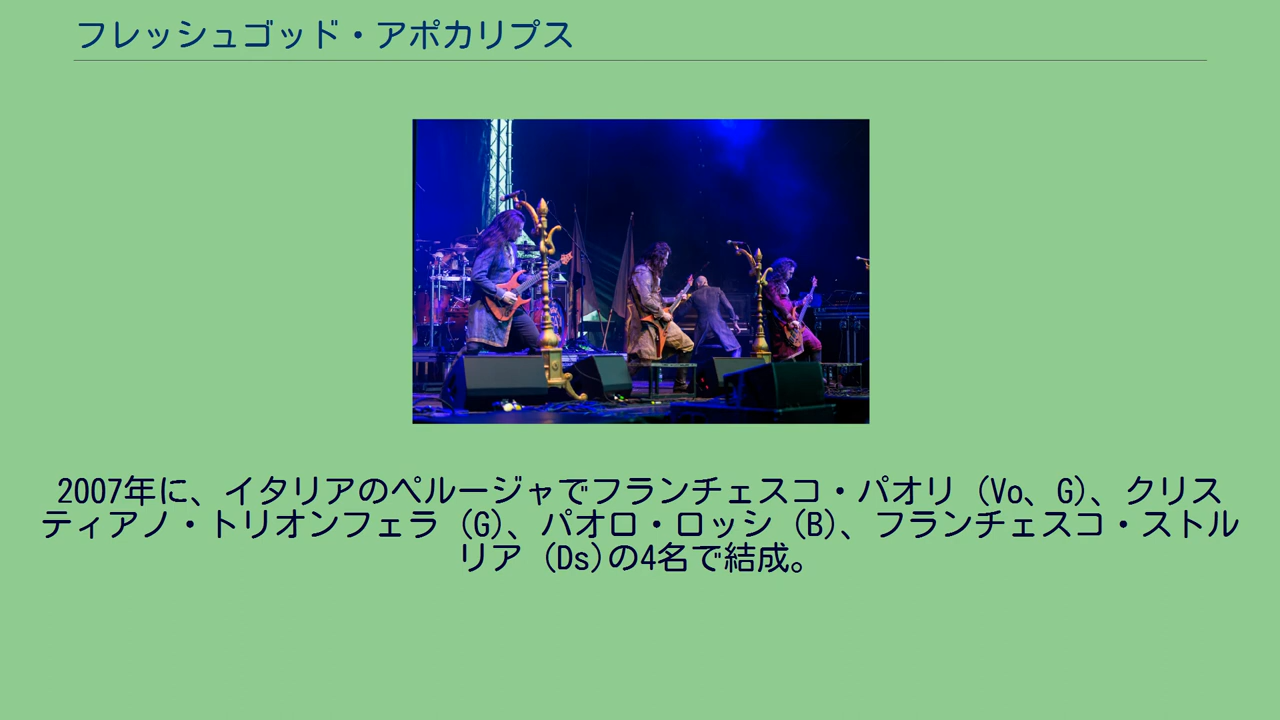 フレッシュゴッド・アポカリプス
2007年に、イタリアのペルージャでフランチェスコ・パオリ (Vo、G)、クリス
ティアノ・トリオンフェラ (G)、パオロ・ロッシ (B)、フランチェスコ・ストル
リア (Ds)の4名で結成。